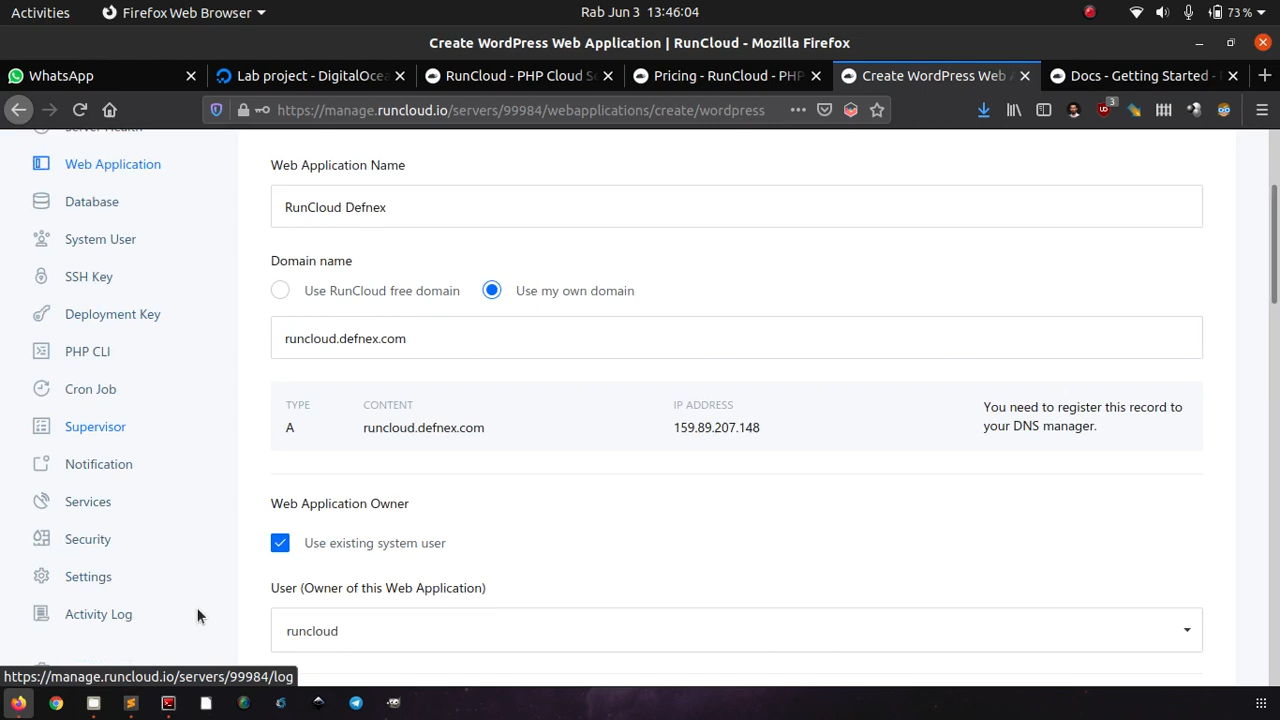 Activities
Firefox Web Browser
Rab Jun 3 13:46:04
73 %
Create WordPress Web Application | RunCloud - Mozilla Firefox
WhatsApp
Lab project - DigitalOcea
RunCloud - PHP Cloud S
Pricing - RunCloud - PHP
Create WordPress Web A
Docs - Getting Started - 
https://manage.runcloud.io/servers/99984/webapplications/create/wordpress
3
Server Health
Web Application
Database
System User
SSH Key
Deployment Key
PHP CLI
Cron Job
Supervisor
Notification
Services
Security
Settings
Activity Log
Web Application Name
RunCloud Defnex
Domain name
Use RunCloud free domain
Use my own domain
runcloud.defnex.com
TYPE CONTENT IP ADDRESS
A runcloud.defnex.com 159.89.207.148
You need to register this record to
your DNS manager.
Web Application Owner
Use existing system user
User (Owner of this Web Application)
runcloud
https://manage.runcloud.io/servers/99984/log